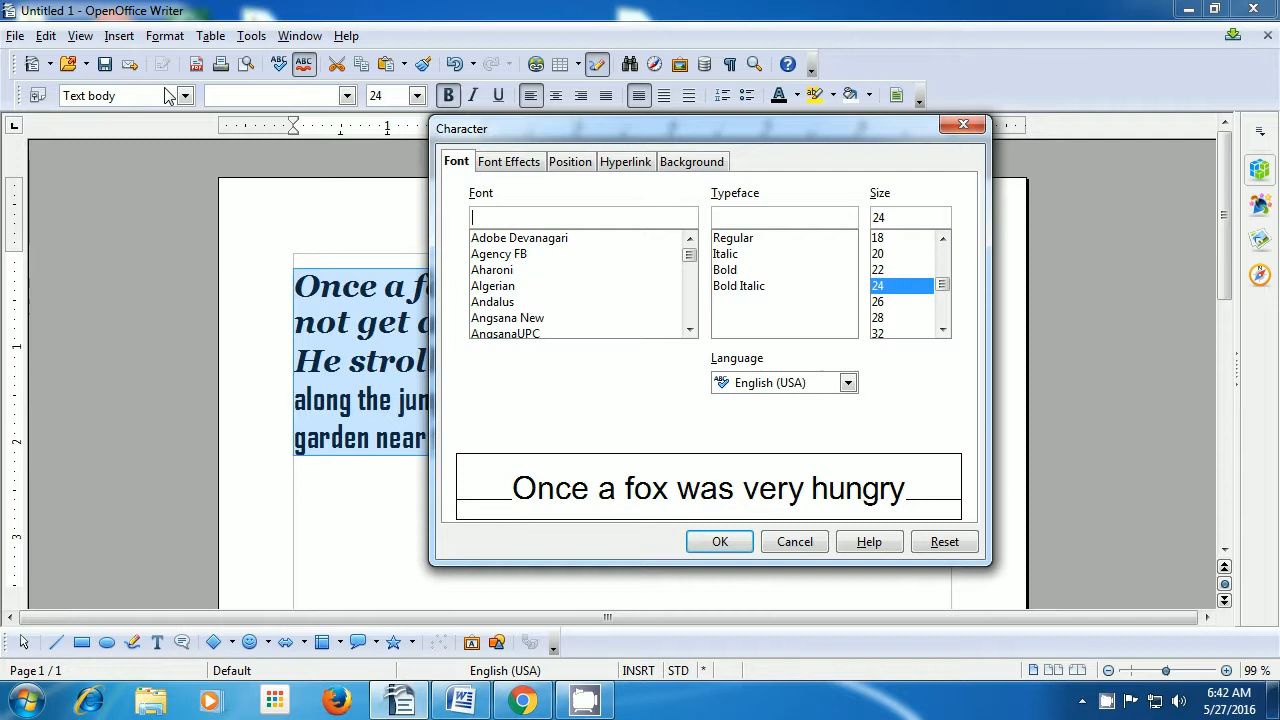 Untitled 1 - OpenOffice Writer
File Edit View Insert Format Table Tools Window Help
Text body 24
Character
Font Font Effects Position Hyperlink Background
Font Typeface Size
24
Adobe Devanagari Regular 18
Agency FB Italic 20
Aharoni Bold 22
Algerian Bold Italic 24
Andalus 26
Angsana New 28
AngsanaUPC 32
Language
English (USA)
Once a fox was very hungry
OK Cancel Help Reset
Once a f
not get
He strol
along the jun
garden near
Page 1 / 1 Default English (USA) INSRT STD * 99 %
6:42 AM
5/27/2016